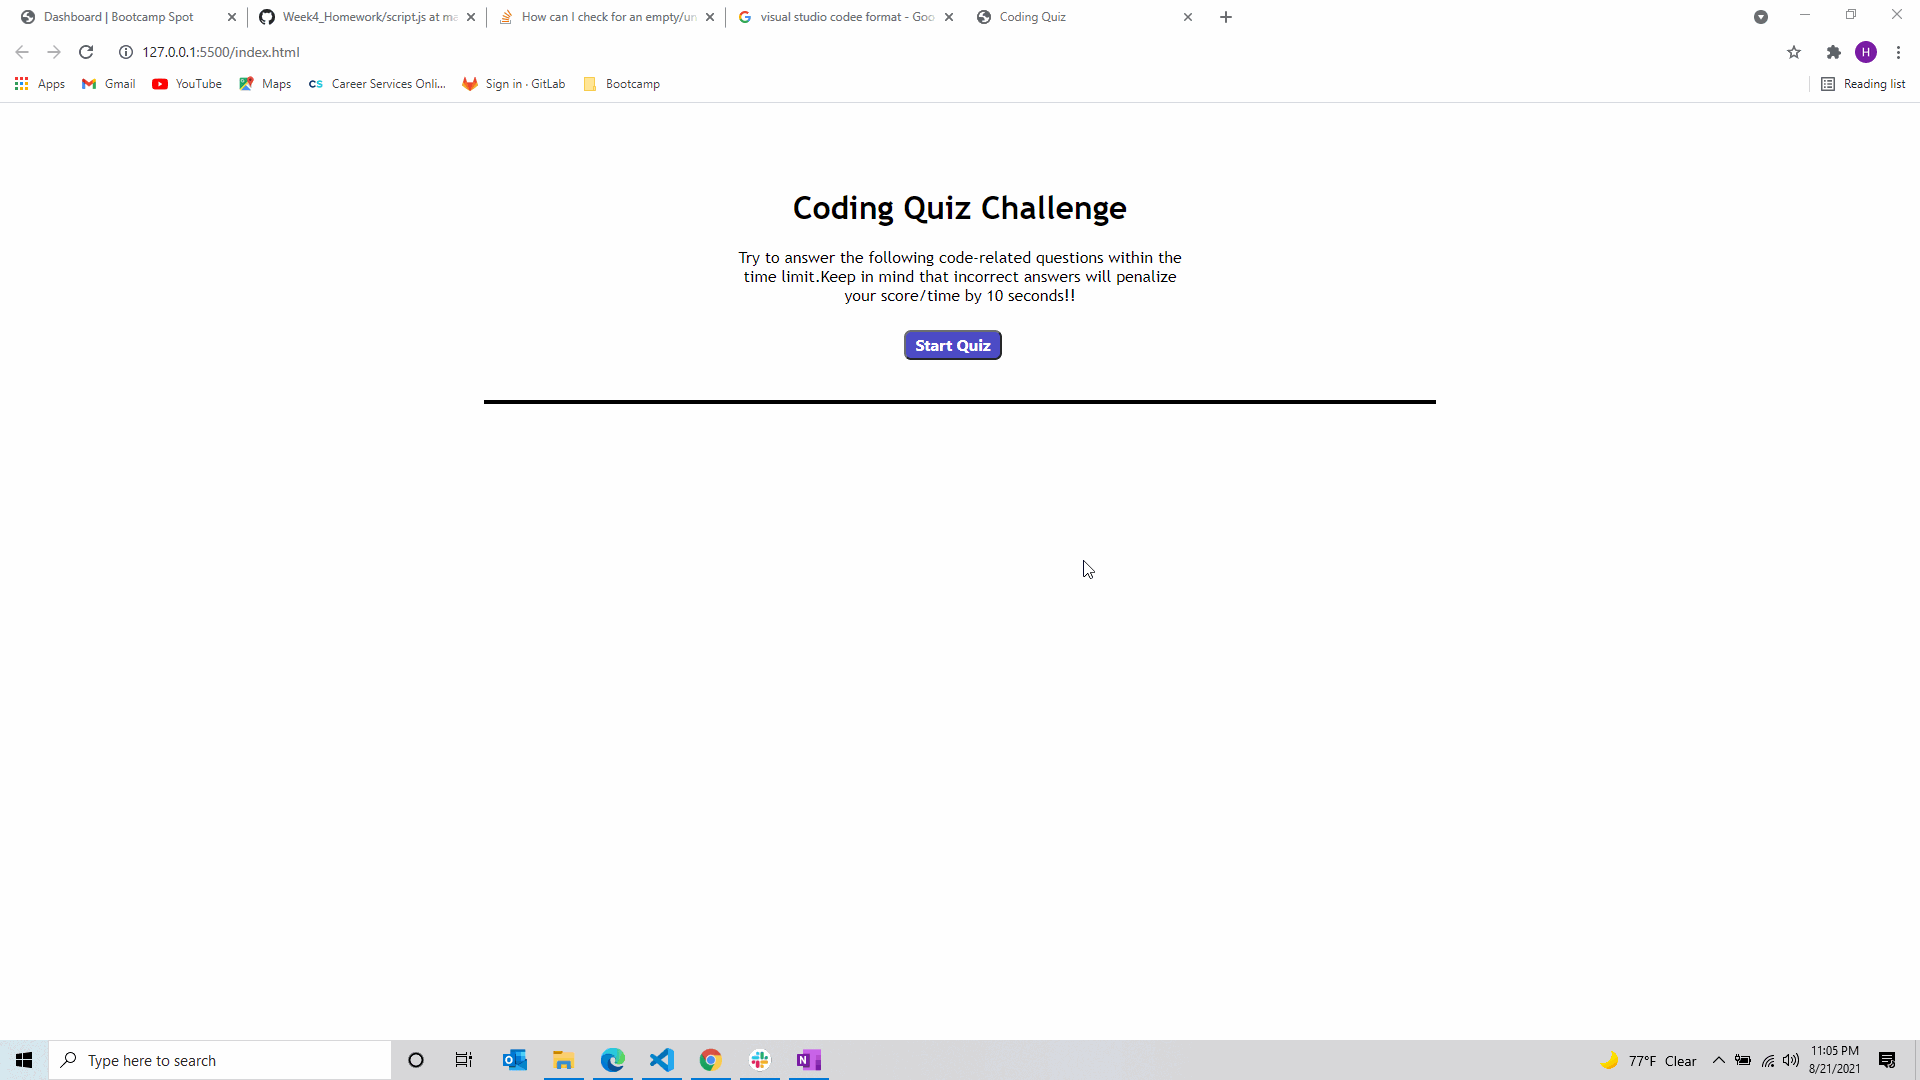 Dashboard | Bootcamp Spot
Week4_Homework/script.js at ma
How can I check for an empty/un
visual studio codee format - Goo
Coding Quiz
127.0.0.1:5500/index.html
H
Apps
Gmail
YouTube
Maps
CS Career Services Onli...
Sign in · GitLab
Bootcamp
Reading list
Coding Quiz Challenge
Try to answer the following code-related questions within the
time limit.Keep in mind that incorrect answers will penalize
your score/time by 10 seconds!!
Start Quiz
Type here to search
77°F Clear
11:05 PM
8/21/2021